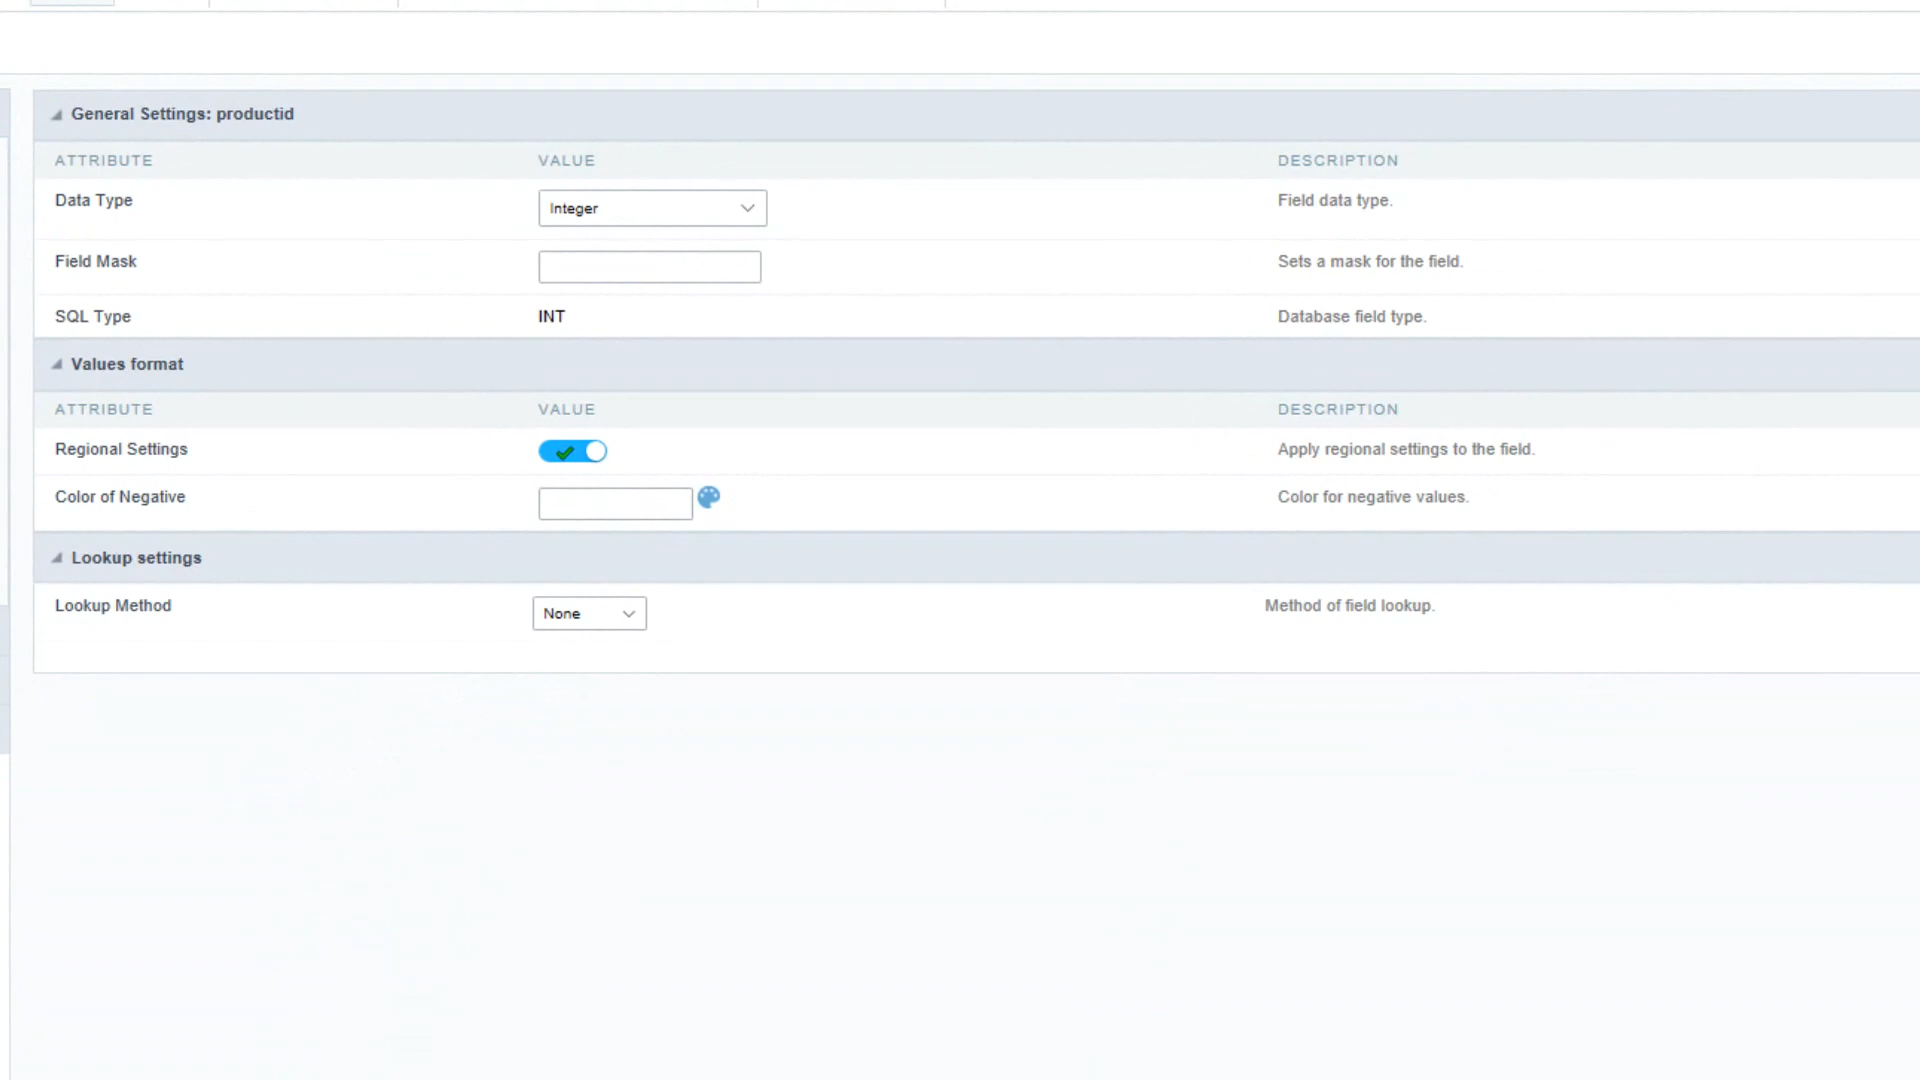 General Settings: productid
ATTRIBUTE VALUE DESCRIPTION
Data Type Integer Field data type.
Field Mask Sets a mask for the field.
SQL Type INT Database field type.
Values format
ATTRIBUTE VALUE DESCRIPTION
Regional Settings Apply regional settings to the field.
Color of Negative Color for negative values.
Lookup settings
Lookup Method None Method of field lookup.